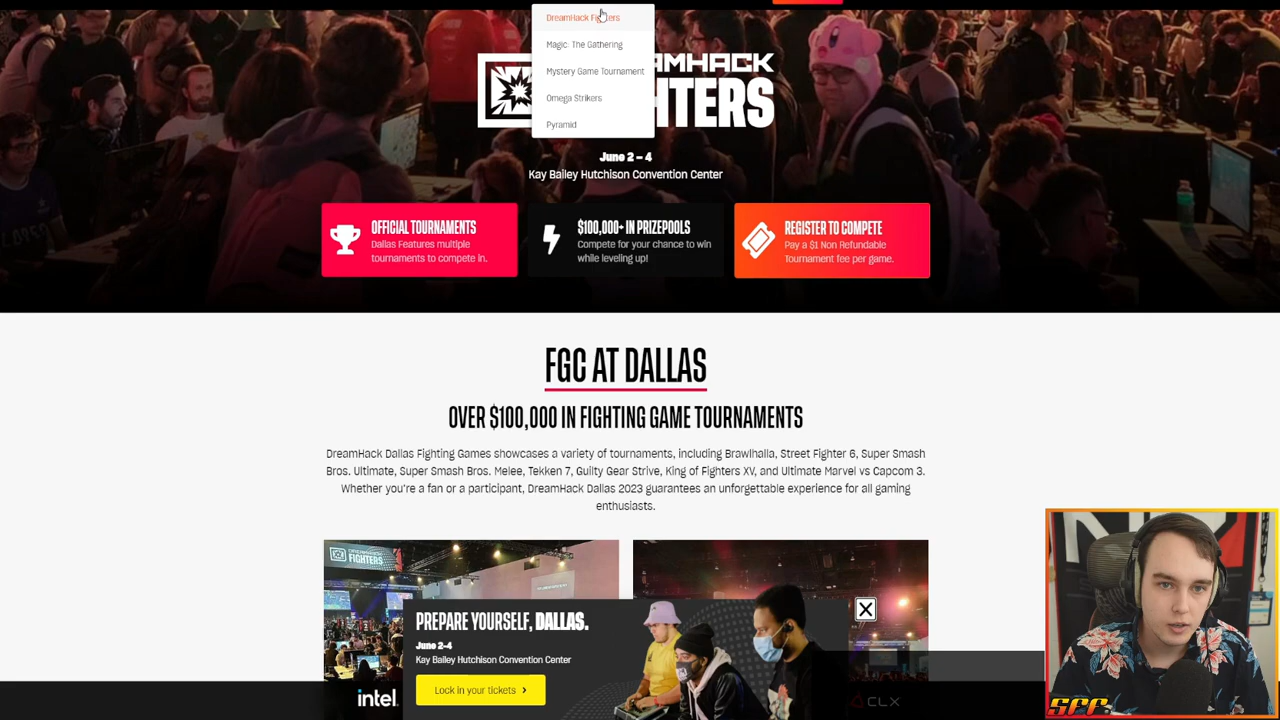 DreamHack Fighters
Magic: The Gathering
Mystery Game Tournament
Omega Strikers
Pyramid
June 2 – 4
Kay Bailey Hutchison Convention Center
OFFICIAL TOURNAMENTS
Dallas Features multiple
tournaments to compete in.
$100,000+ IN PRIZEPOOLS
Compete for your chance to win
while leveling up!
REGISTER TO COMPETE
Pay a $1 Non Refundable
Tournament fee per game.
FGC AT DALLAS
OVER $100,000 IN FIGHTING GAME TOURNAMENTS
DreamHack Dallas Fighting Games showcases a variety of tournaments, including Brawlhalla, Street Fighter 6, Super Smash
Bros. Ultimate, Super Smash Bros. Melee, Tekken 7, Guilty Gear Strive, King of Fighters XV, and Ultimate Marvel vs Capcom 3.
Whether you're a fan or a participant, DreamHack Dallas 2023 guarantees an unforgettable experience for all gaming
enthusiasts.
DREAMHACK
FIGHTERS
PREPARE YOURSELF, DALLAS.
June 2-4
Kay Bailey Hutchison Convention Center
Lock in your tickets
intel.
CLX
SFF